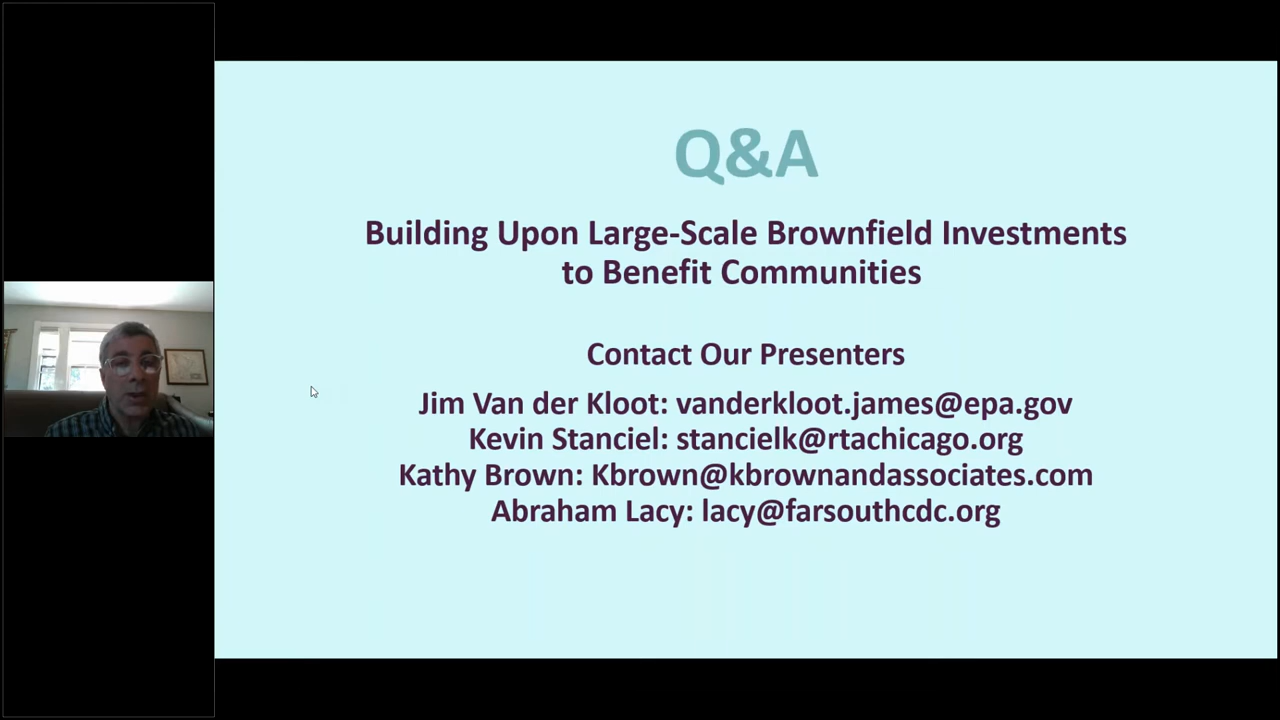 Q&A
Building Upon Large-Scale Brownfield Investments
to Benefit Communities
Contact Our Presenters
Jim Van der Kloot: vanderkloot.james@epa.gov
Kevin Stanciel: stancielk@rtachicago.org
Kathy Brown: Kbrown@kbrownandassociates.com
Abraham Lacy: lacy@farsouthcdc.org